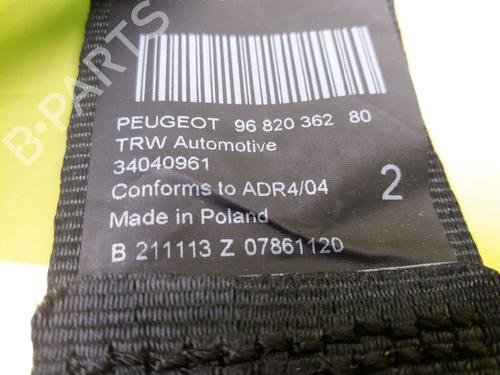 PEUGEOT 96 820 362 80
TRW Automotive
34040961
Conforms to ADR4/04
2
Made in Poland
B 211113 Z 07861120
B-PARTS